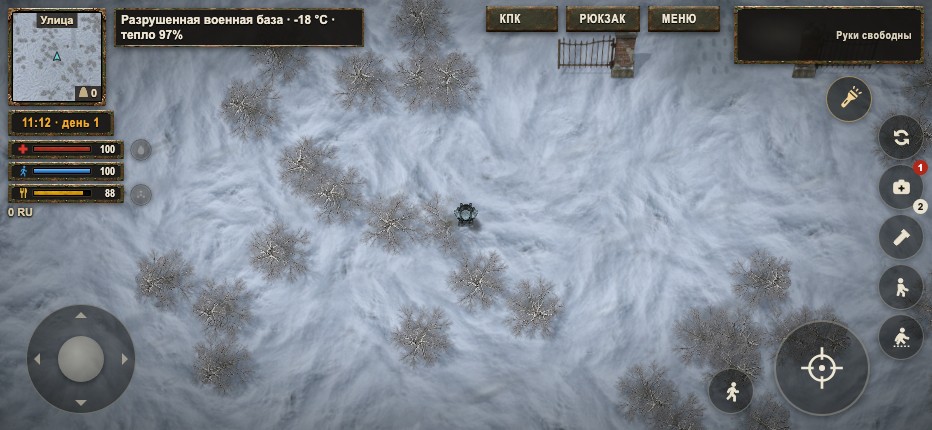 Улица
0
Разрушенная военная база · -18 °C ·
тепло 97%
КПК
РЮКЗАК
МЕНЮ
Руки свободны
11:12 · день 1
100
100
88
0 RU
1
2